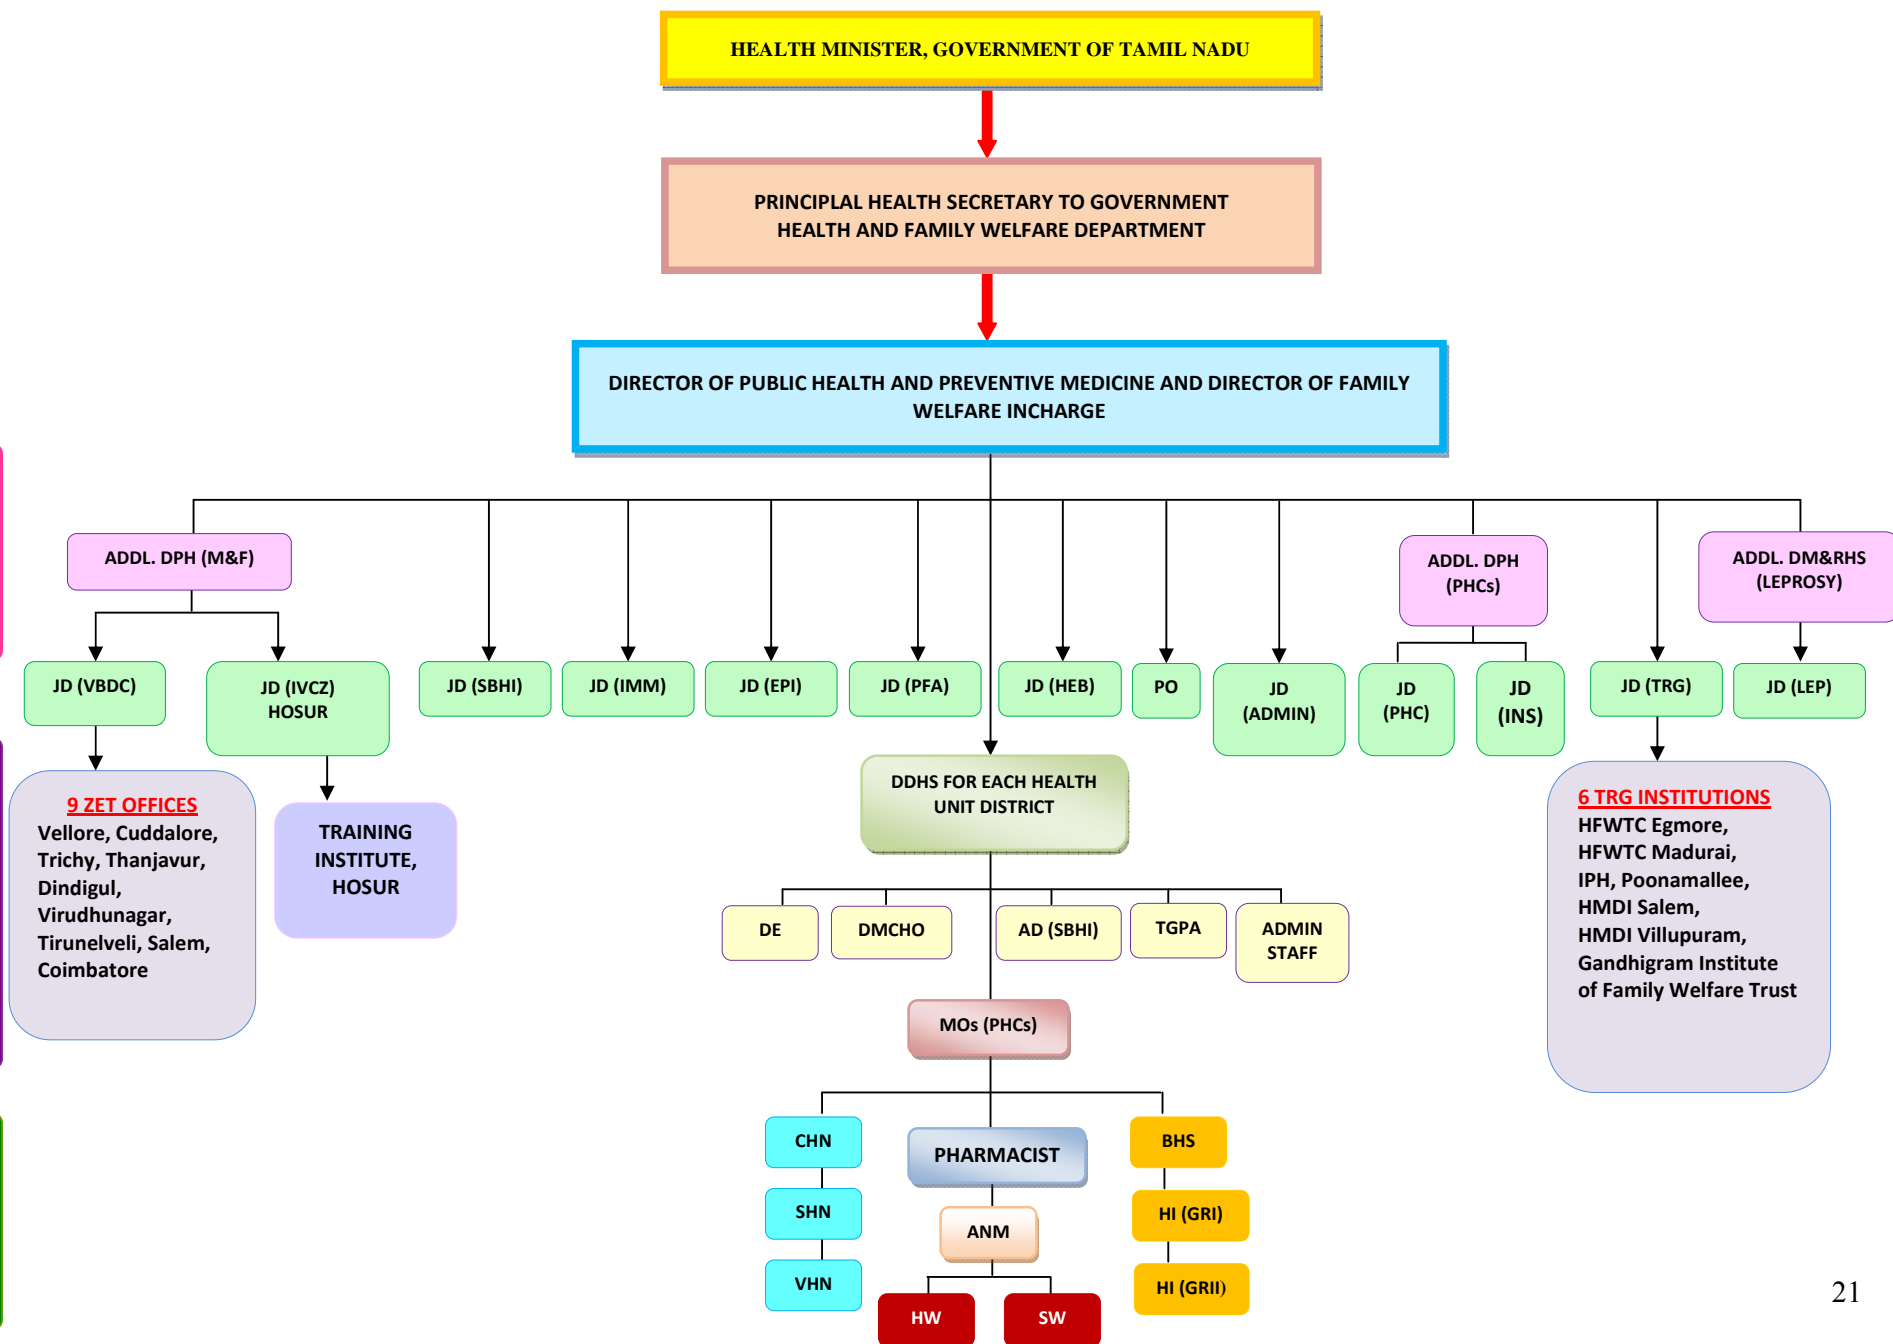 HEALTH MINISTER, GOVERNMENT OF TAMIL NADU
PRINCIPLAL HEALTH SECRETARY TO GOVERNMENT
HEALTH AND FAMILY WELFARE DEPARTMENT
DIRECTOR OF PUBLIC HEALTH AND PREVENTIVE MEDICINE AND DIRECTOR OF FAMILY
WELFARE INCHARGE
ADDL. DPH (M&F)
ADDL. DPH
(PHCs)
ADDL. DM&RHS
(LEPROSY)
JD (VBDC)
JD (IVCZ)
HOSUR
JD (SBHI)
JD (IMM)
JD (EPI)
JD (PFA)
JD (HEB)
PO
JD
(ADMIN)
JD
(PHC)
JD
(INS)
JD (TRG)
JD (LEP)
9 ZET OFFICES
Vellore, Cuddalore,
Trichy, Thanjavur,
Dindigul,
Virudhunagar,
Tirunelveli, Salem,
Coimbatore
TRAINING
INSTITUTE,
HOSUR
DDHS FOR EACH HEALTH
UNIT DISTRICT
6 TRG INSTITUTIONS
HFWTC Egmore,
HFWTC Madurai,
IPH, Poonamallee,
HMDI Salem,
HMDI Villupuram,
Gandhigram Institute
of Family Welfare Trust
DE
DMCHO
AD (SBHI)
TGPA
ADMIN
STAFF
MOs (PHCs)
CHN
PHARMACIST
BHS
SHN
ANM
HI (GRI)
VHN
HI (GRII)
HW
SW
21